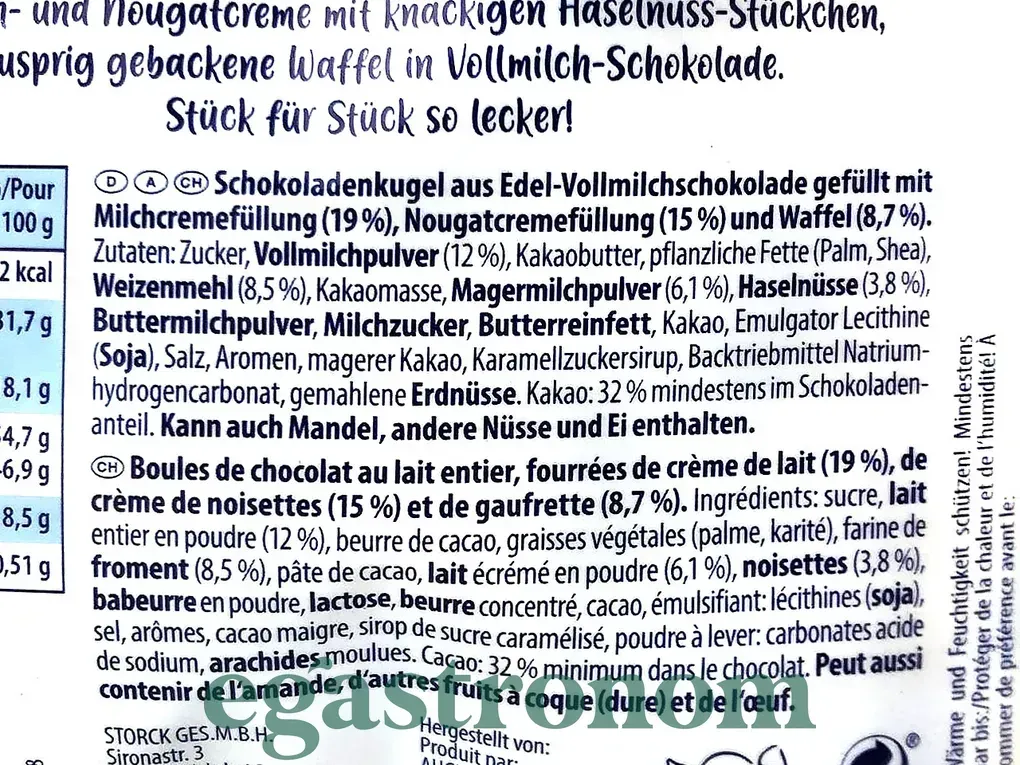 und Nougatcreme mit knackigen Haselnuss-Stückchen,
usprig gebackene Waffel in Vollmilch-Schokolade.
Stück für Stück so lecker!
/Pour
100 g
2 kcal
31,7 g
8,1 g
4,7 g
6,9 g
8,5 g
0,51 g
D A CH Schokoladenkugel aus Edel-Vollmilchschokolade gefüllt mit
Milchcremefüllung (19 %), Nougatcremefüllung (15 %) und Waffel (8,7 %).
Zutaten: Zucker, Vollmilchpulver (12 %), Kakaobutter, pflanzliche Fette (Palm, Shea),
Weizenmehl (8,5 %), Kakaomasse, Magermilchpulver (6,1 %), Haselnüsse (3,8 %),
Buttermilchpulver, Milchzucker, Butterreinfett, Kakao, Emulgator Lecithine
(Soja), Salz, Aromen, magerer Kakao, Karamellzuckersirup, Backtriebmittel Natrium-
hydrogencarbonat, gemahlene Erdnüsse. Kakao: 32 % mindestens im Schokoladen-
anteil. Kann auch Mandel, andere Nüsse und Ei enthalten.
CH Boules de chocolat au lait entier, fourrées de crème de lait (19 %), de
crème de noisettes (15 %) et de gaufrette (8,7 %). Ingrédients: sucre, lait
entier en poudre (12 %), beurre de cacao, graisses végétales (palme, karité), farine de
froment (8,5 %), pâte de cacao, lait écrémé en poudre (6,1 %), noisettes (3,8 %),
babeurre en poudre, lactose, beurre concentré, cacao, émulsifiant: lécithines (soja),
sel, arômes, cacao maigre, sirop de sucre caramélisé, poudre à lever: carbonates acide
de sodium, arachides moulues. Cacao: 32 % minimum dans le chocolat. Peut aussi
contenir de l'amande, d'autres fruits à coque (dure) et de l'œuf.
egastronom
STORCK GES.M.B.H.
Sironastr. 3
Hergestellt von:
Produit par:
Wärme und Feuchtigkeit schützen! Mindestens
ar bis:/Protéger de la chaleur et de l'humidité! À
ommer de préférence avant le: